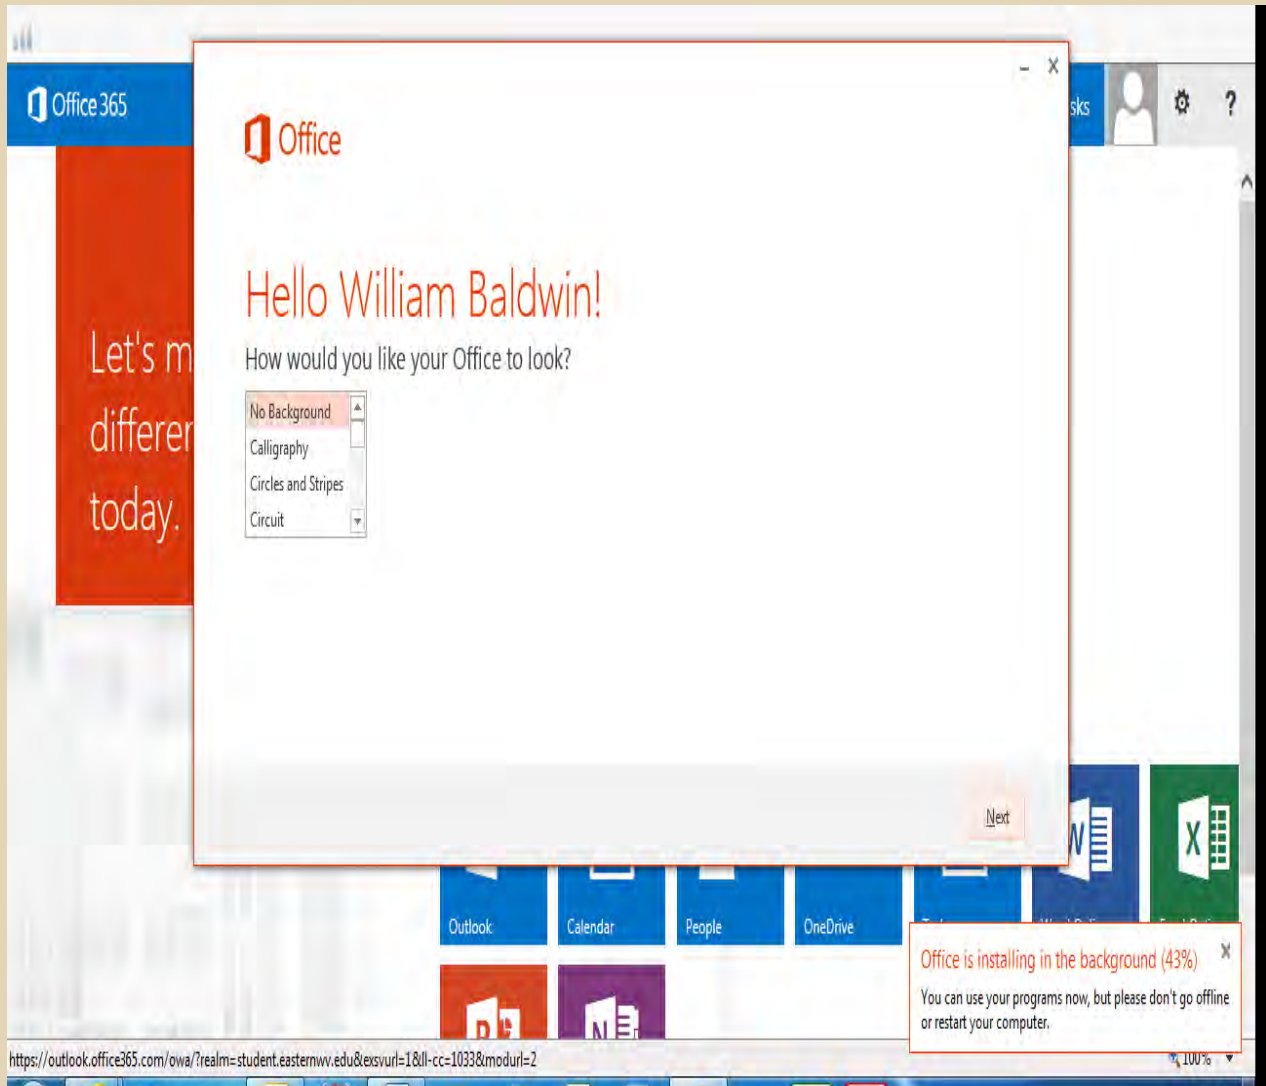 Office 365
sks
?
Office
Hello William Baldwin!
How would you like your Office to look?
No Background
Calligraphy
Circles and Stripes
Circuit
Let's m
differer
today.
Next
Outlook
Calendar
People
OneDrive
Office is installing in the background (43%)
You can use your programs now, but please don't go offline
or restart your computer.
https://outlook.office365.com/owa/?realm=student.easternwv.edu&exsvurl=1&ll-cc=1033&modurl=2
100%